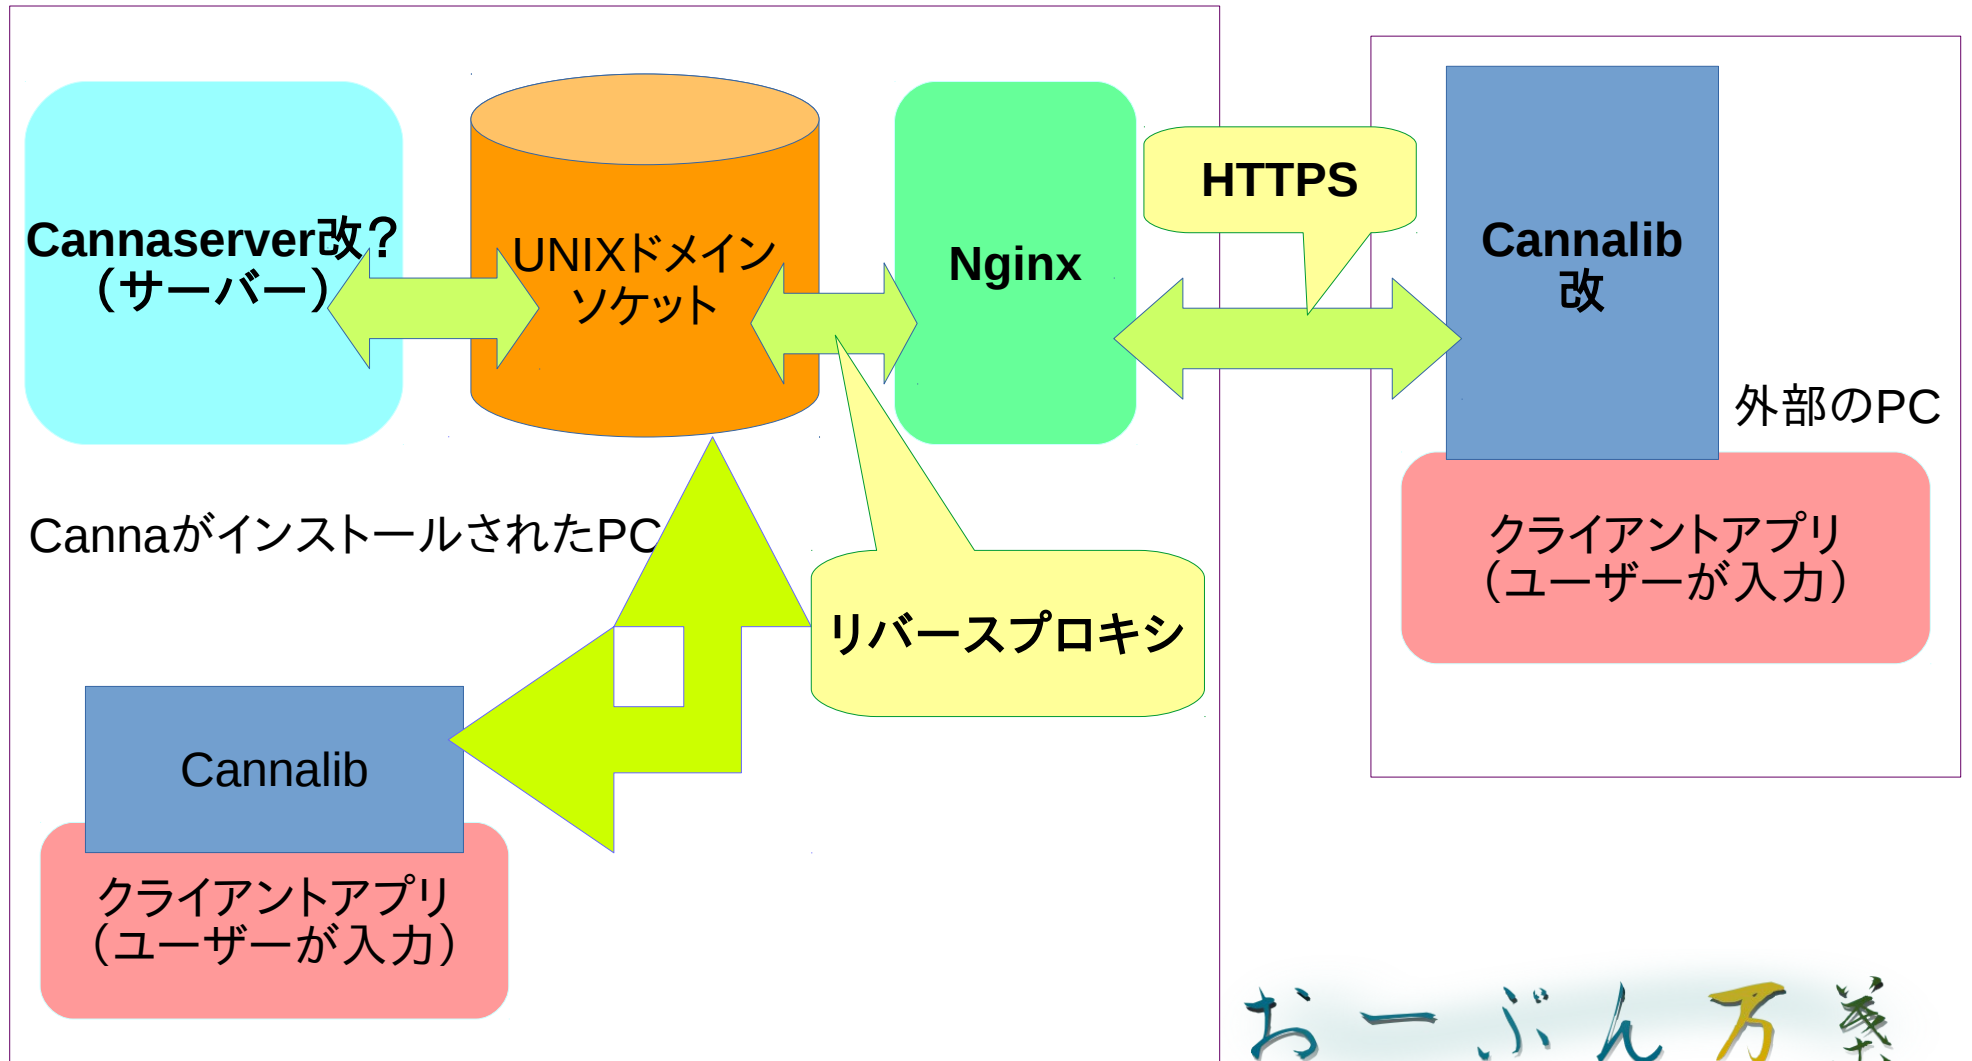 Cannaserver改？
（サーバー）
UNIXドメイン
ソケット
Nginx
HTTPS
Cannalib
改
外部のPC
クライアントアプリ
（ユーザーが入力）
CannaがインストールされたPC
リバースプロキシ
Cannalib
クライアントアプリ
（ユーザーが入力）
おーぶん万